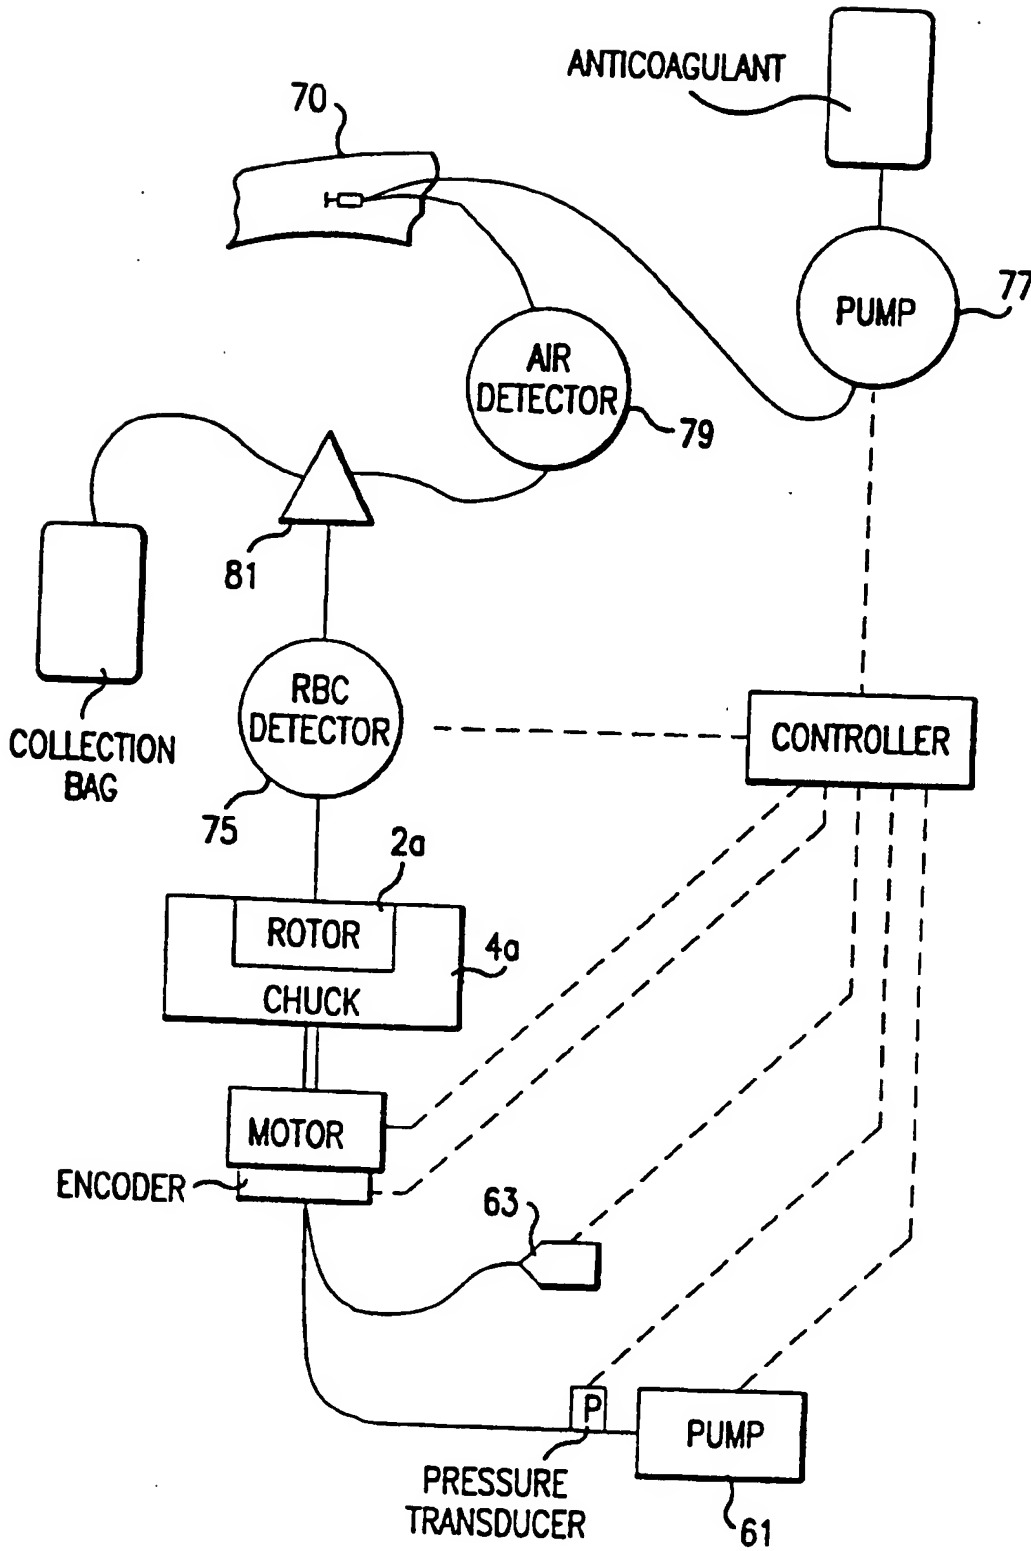 ANTICOAGULANT
70
PUMP
77
AIR
DETECTOR
79
81
COLLECTION
BAG
RBC
DETECTOR
75
CONTROLLER
2a
ROTOR
4a
CHUCK
MOTOR
ENCODER
63
P
PUMP
PRESSURE
TRANSDUCER
61